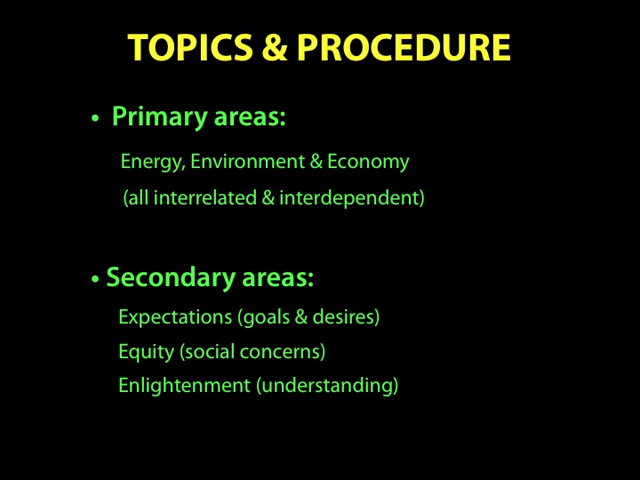 TOPICS & PROCEDURE
• Primary areas:
Energy, Environment & Economy
(all interrelated & interdependent)
• Secondary areas:
Expectations (goals & desires)
Equity (social concerns)
Enlightenment (understanding)